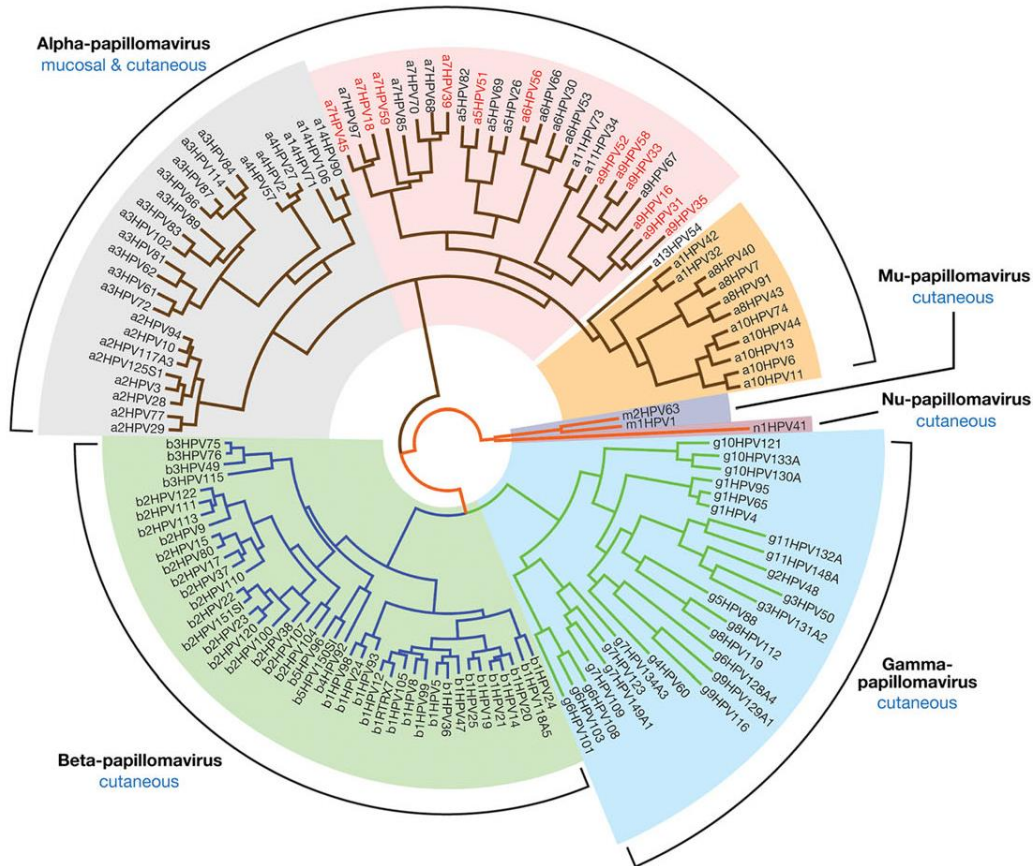 Alpha-papillomavirus
mucosal & cutaneous
a2HPV29
a2HPV77
a2HPV28
a2HPV3
a2HPV125S1
a2HPV117A3
a2HPV10
a2HPV94
a3HPV72
a3HPV61
a3HPV62
a3HPV81
a3HPV102
a3HPV83
a3HPV89
a3HPV86
a3HPV87
a3HPV114
a3HPV84
a4HPV57
a4HPV2
a4HPV27
a14HPV71
a14HPV106
a14HPV90
a7HPV45
a7HPV97
a7HPV18
a7HPV59
a7HPV85
a7HPV70
a7HPV68
a7HPV39
a5HPV82
a5HPV51
a5HPV69
a5HPV26
a6HPV56
a6HPV66
a6HPV30
a6HPV53
a11HPV73
a11HPV34
a9HPV52
a9HPV58
a9HPV33
a9HPV67
a9HPV16
a9HPV31
a9HPV35
a13HPV54
a1HPV42
a1HPV32
a8HPV40
a8HPV7
a8HPV91
a8HPV43
a10HPV74
a10HPV44
a10HPV13
a10HPV6
a10HPV11
Mu-papillomavirus
cutaneous
m2HPV63
m1HPV1
Nu-papillomavirus
cutaneous
n1HPV41
g10HPV121
g10HPV133A
g10HPV130A
g1HPV95
g1HPV65
g1HPV4
g11HPV132A
g11HPV148A
g2HPV48
g3HPV50
g3HPV131A2
g5HPV88
g8HPV112
g8HPV119
g6HPV128A4
g9HPV129A1
g9HPV116
g4HPV60
g7HPV134A3
g7HPV123
g7HPV149A1
g7HPV109
g6HPV108
g6HPV103
g6HPV101
Gamma-
papillomavirus
cutaneous
b3HPV75
b3HPV76
b3HPV49
b3HPV115
b2HPV122
b2HPV111
b2HPV113
b2HPV9
b2HPV15
b2HPV80
b2HPV17
b2HPV37
b2HPV110
b2HPV22
b2HPV151SI
b2HPV23
b2HPV120
b2HPV100
b2HPV38
b2HPV107
b2HPV104
b5HPV96
b5HPV150SL
b4HPV92
b1HPV24
b1HPV98
b1HPV93
b1HPV12
b1RTRX7
b1HPV105
b1HPV8
b1HPV99
b1HPV5
b1HPV36
b1HPV47
b1HPV25
b1HPV19
b1HPV21
b1HPV14
b1HPV20
b1HPV118A5
b1HPV24
Beta-papillomavirus
cutaneous